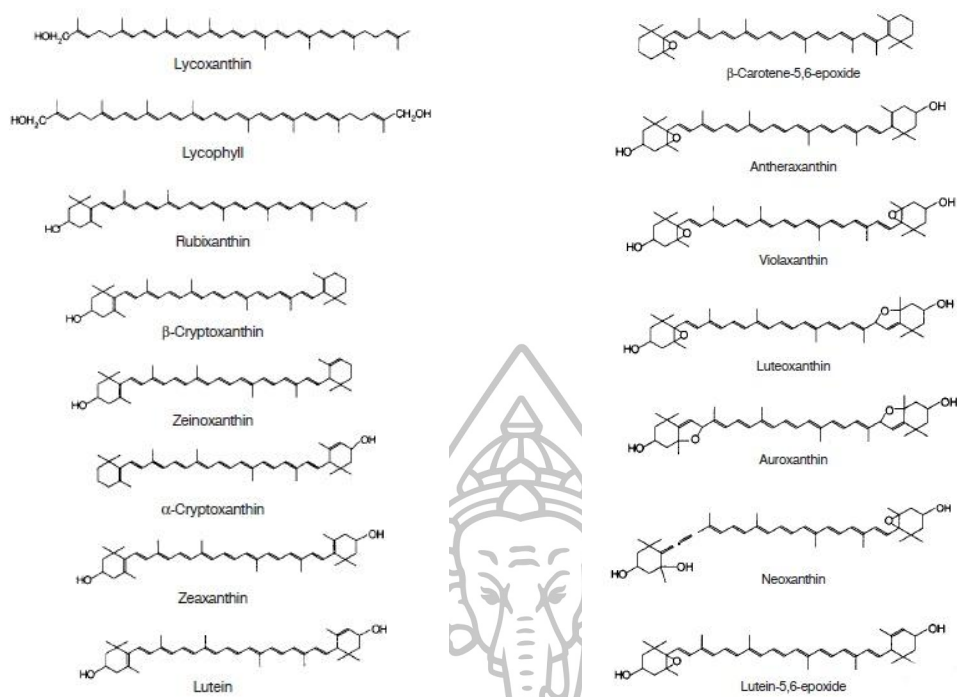 HOH₂C
Lycoxanthin
HOH₂C
CH₂OH
Lycophyll
HO
Rubixanthin
HO
β-Cryptoxanthin
HO
Zeinoxanthin
OH
α-Cryptoxanthin
OH
HO
Zeaxanthin
OH
HO
Lutein
O
β-Carotene-5,6-epoxide
OH
O
HO
Antheraxanthin
OH
O
O
HO
Violaxanthin
OH
O
O
HO
Luteoxanthin
OH
O
O
HO
Auroxanthin
OH
O
HO
OH
Neoxanthin
OH
O
HO
Lutein-5,6-epoxide